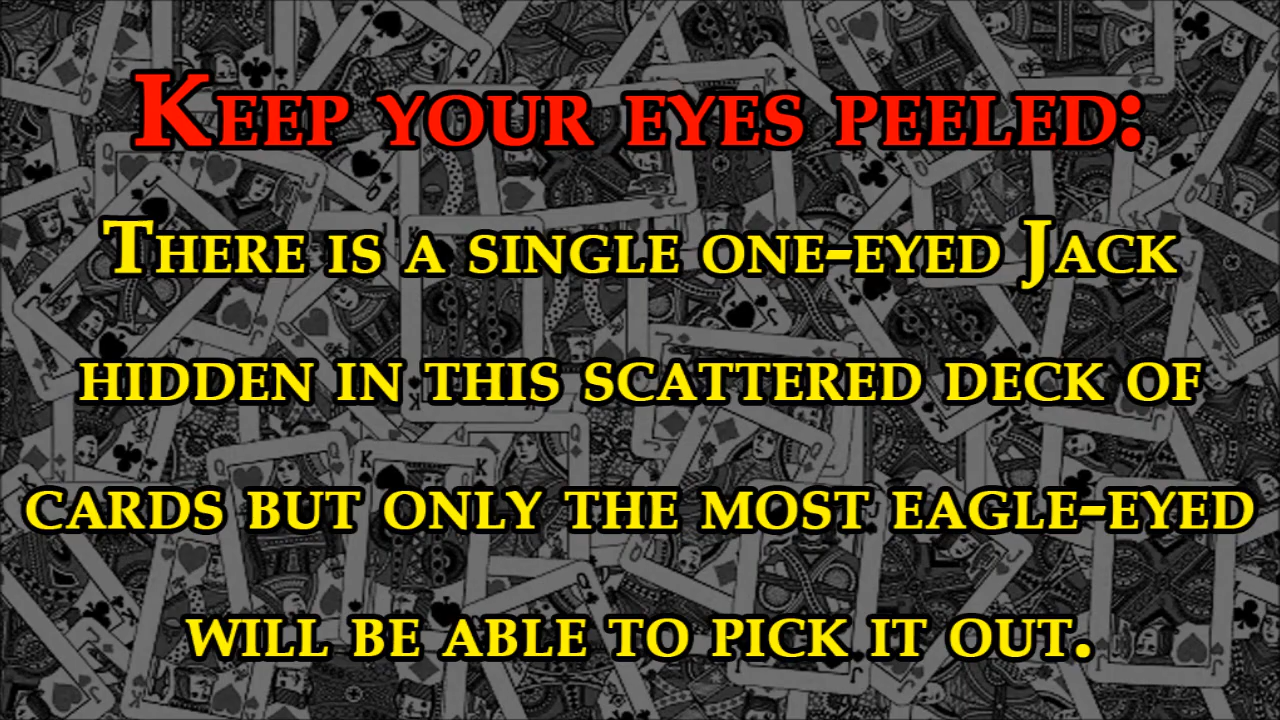 Keep your eyes peeled:
There is a single one-eyed Jack
hidden in this scattered deck of
cards but only the most eagle-eyed
will be able to pick it out.